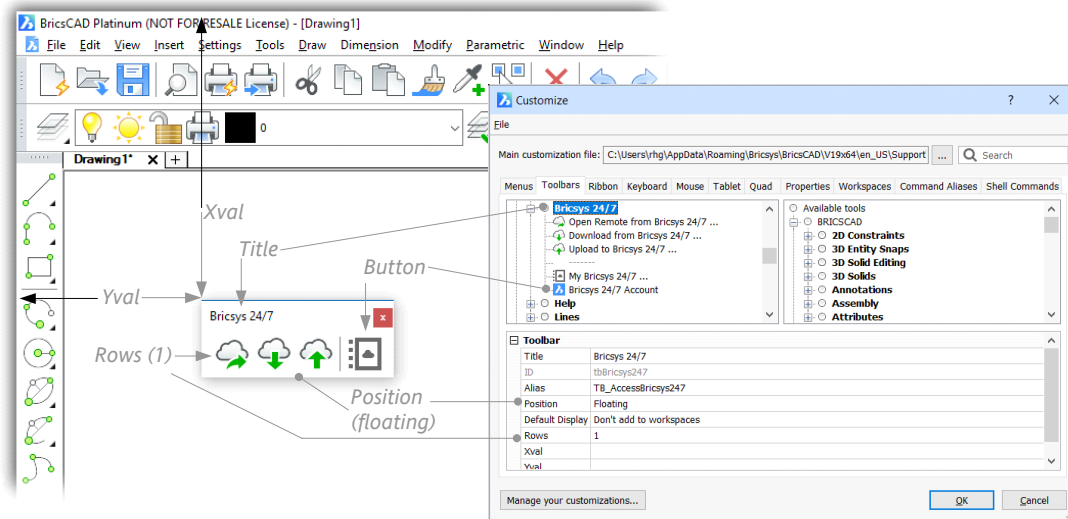 BricsCAD Platinum (NOT FOR RESALE License) - [Drawing1]
File Edit View Insert Settings Tools Draw Dimension Modify Parametric Window Help
0
Drawing1*
Xval
Title
Button
Yval
Bricsys 24/7
Rows (1)
Position
(floating)
Customize
File
Main customization file: C:\Users\rhg\AppData\Roaming\Bricsys\BricsCAD\V19x64\en_US\Support ... Search
Menus Toolbars Ribbon Keyboard Mouse Tablet Quad Properties Workspaces Command Aliases Shell Commands
Bricsys 24/7
Open Remote from Bricsys 24/7 ...
Download from Bricsys 24/7 ...
Upload to Bricsys 24/7 ...
-------
My Bricsys 24/7 ...
Bricsys 24/7 Account
Help
Lines
Available tools
BRICSCAD
2D Constraints
3D Entity Snaps
3D Solid Editing
3D Solids
Annotations
Assembly
Attributes
Toolbar
Title Bricsys 24/7
ID tbBricsys247
Alias TB_AccessBricsys247
Position Floating
Default Display Don't add to workspaces
Rows 1
Xval
Yval
Manage your customizations... OK Cancel